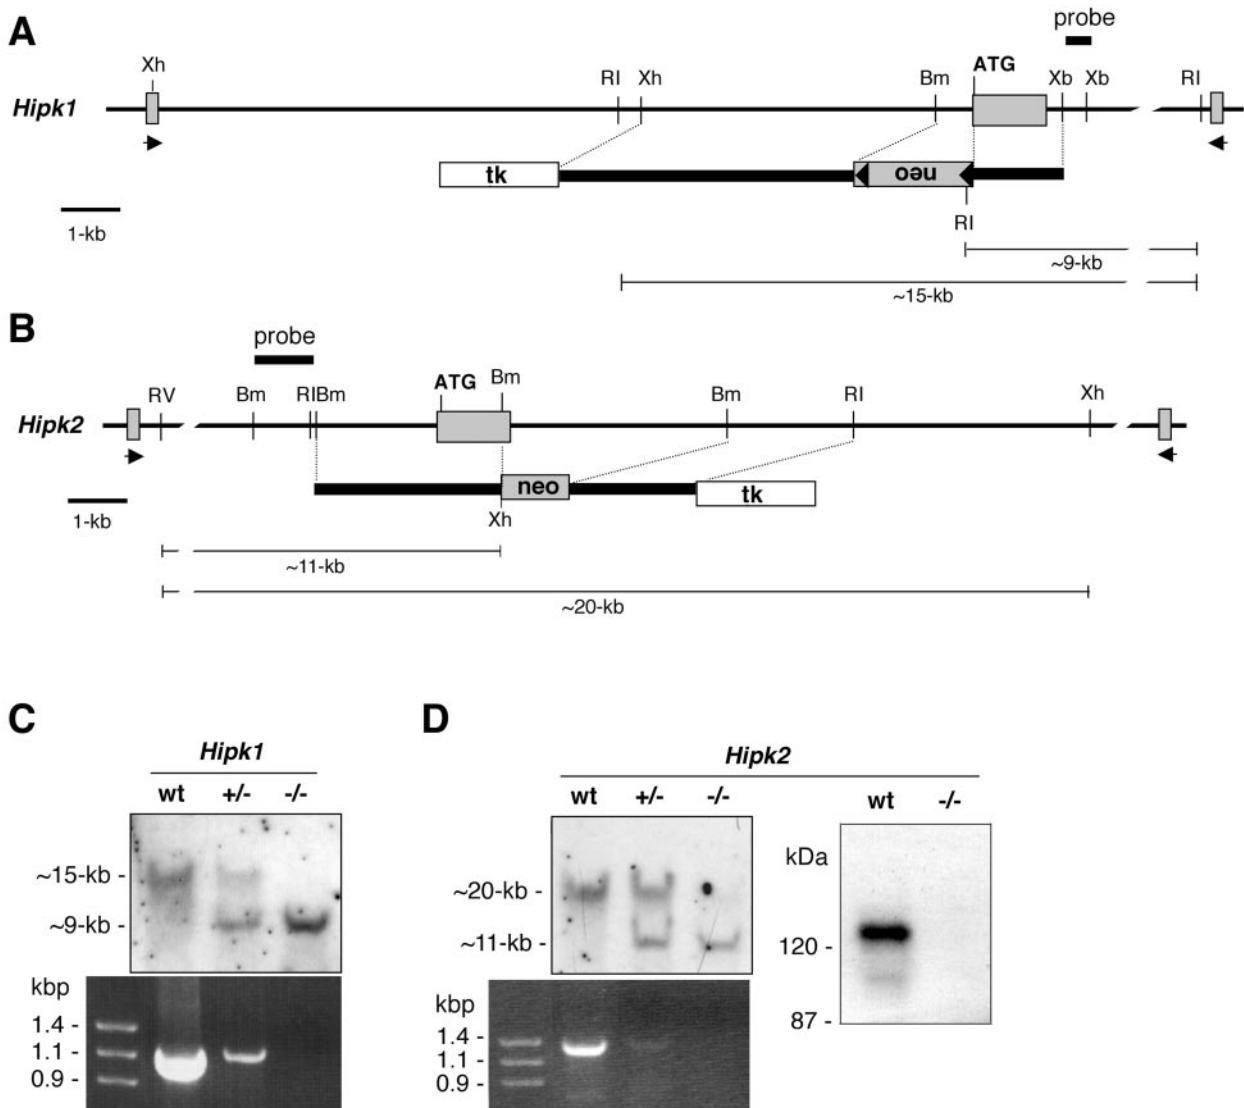 A
probe
Xh RI Xh Bm ATG Xb Xb RI
Hipk1
tk neo
RI
1-kb
~9-kb
~15-kb
B
probe
RV Bm RIBm ATG Bm Bm RI Xh
Hipk2
neo tk
Xh
1-kb
~11-kb
~20-kb
C
Hipk1
wt +/- -/-
~15-kb -
~9-kb -
kbp
1.4 -
1.1 -
0.9 -
D
Hipk2
wt +/- -/-
~20-kb -
~11-kb -
kbp
1.4 -
1.1 -
0.9 -
wt -/-
kDa
120 -
87 -